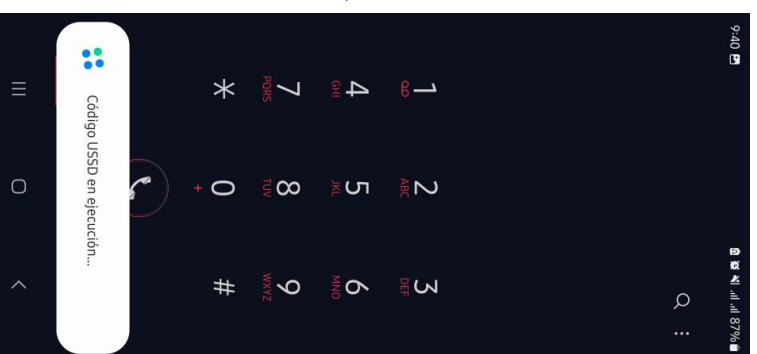 9:40
87%
1 2 ABC 3 DEF
4 GHI 5 JKL 6 MNO
7 PQRS 8 TUV 9 WXYZ
* 0 + #
Código USSD en ejecución...